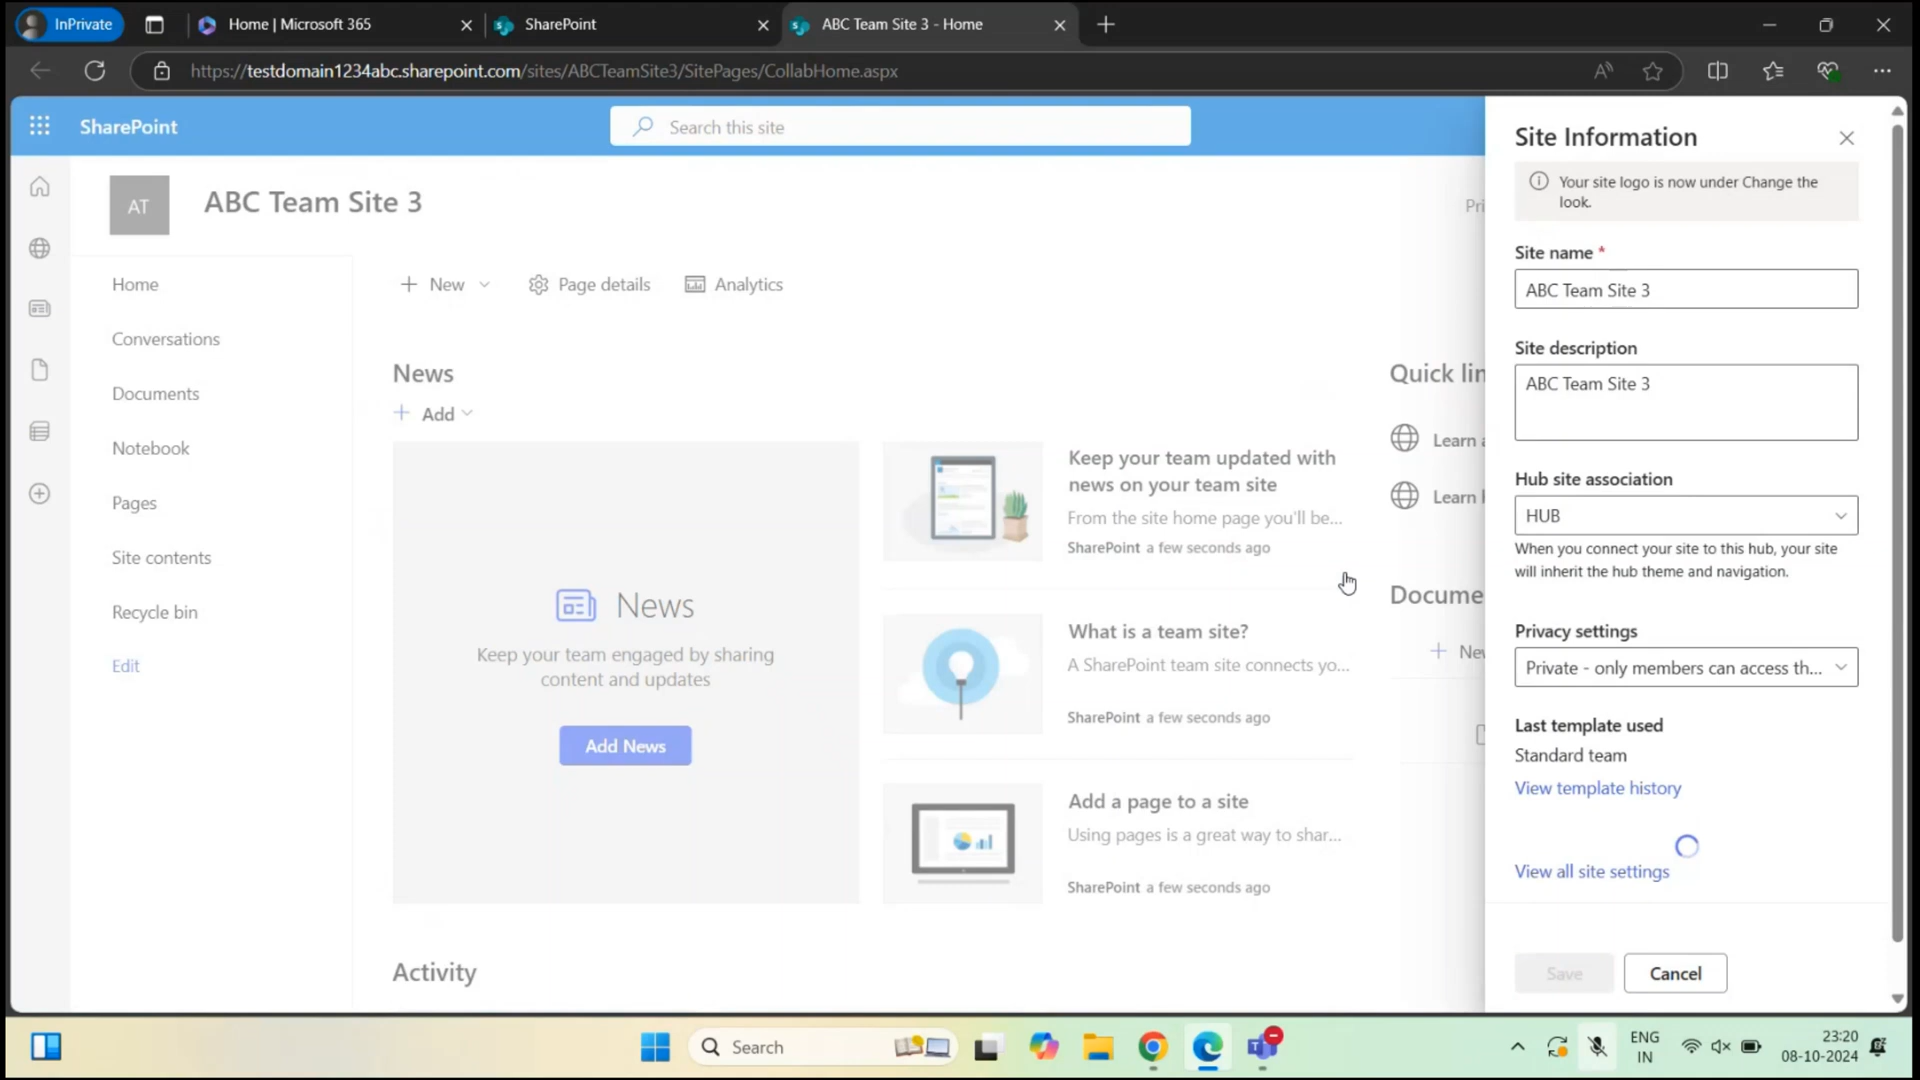 InPrivate
Home | Microsoft 365
SharePoint
ABC Team Site 3 - Home
https://testdomain1234abc.sharepoint.com/sites/ABCTeamSite3/SitePages/CollabHome.aspx
SharePoint
Search this site
AT
ABC Team Site 3
Pri
Home
Conversations
Documents
Notebook
Pages
Site contents
Recycle bin
Edit
New
Page details
Analytics
News
Add
News
Keep your team engaged by sharing
content and updates
Add News
Keep your team updated with
news on your team site
From the site home page you'll be...
SharePoint a few seconds ago
What is a team site?
A SharePoint team site connects yo...
SharePoint a few seconds ago
Add a page to a site
Using pages is a great way to shar...
SharePoint a few seconds ago
Activity
Quick lin
Learn
Learn
Docume
Nev
Site Information
Your site logo is now under Change the
look.
Site name *
ABC Team Site 3
Site description
ABC Team Site 3
Hub site association
HUB
When you connect your site to this hub, your site
will inherit the hub theme and navigation.
Privacy settings
Private - only members can access th...
Last template used
Standard team
View template history
View all site settings
Save
Cancel
Search
ENG
IN
23:20
08-10-2024